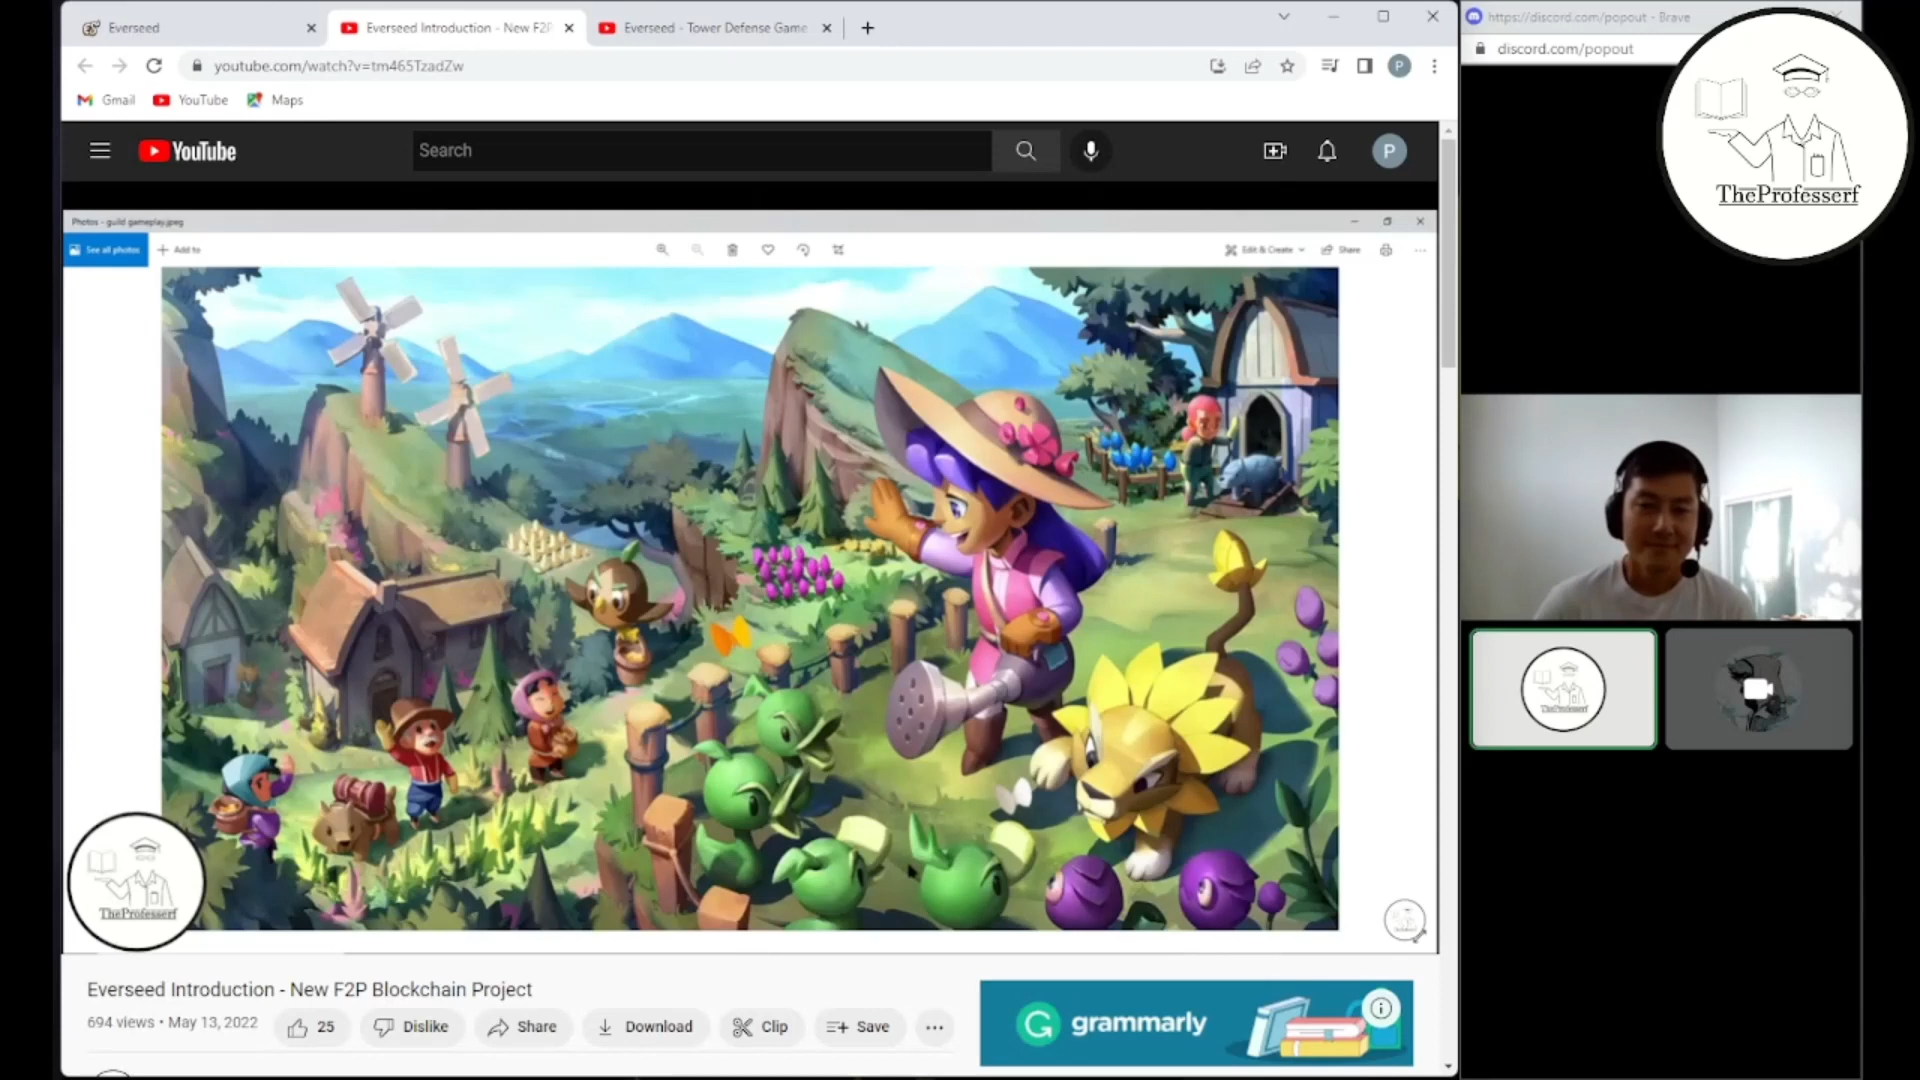 Everseed
Everseed Introduction - New F2P
Everseed - Tower Defense Game
https://discord.com/popout - Brave
youtube.com/watch?v=tm465TzadZw
P
discord.com/popout
Gmail
YouTube
Maps
YouTube
Search
P
TheProfesserf
Photos - guild gameplay.jpeg
See all photos
Add to
Edit & Create
Share
TheProfesserf
TheProfesserf
Everseed Introduction - New F2P Blockchain Project
694 views • May 13, 2022
25
Dislike
Share
Download
Clip
Save
grammarly